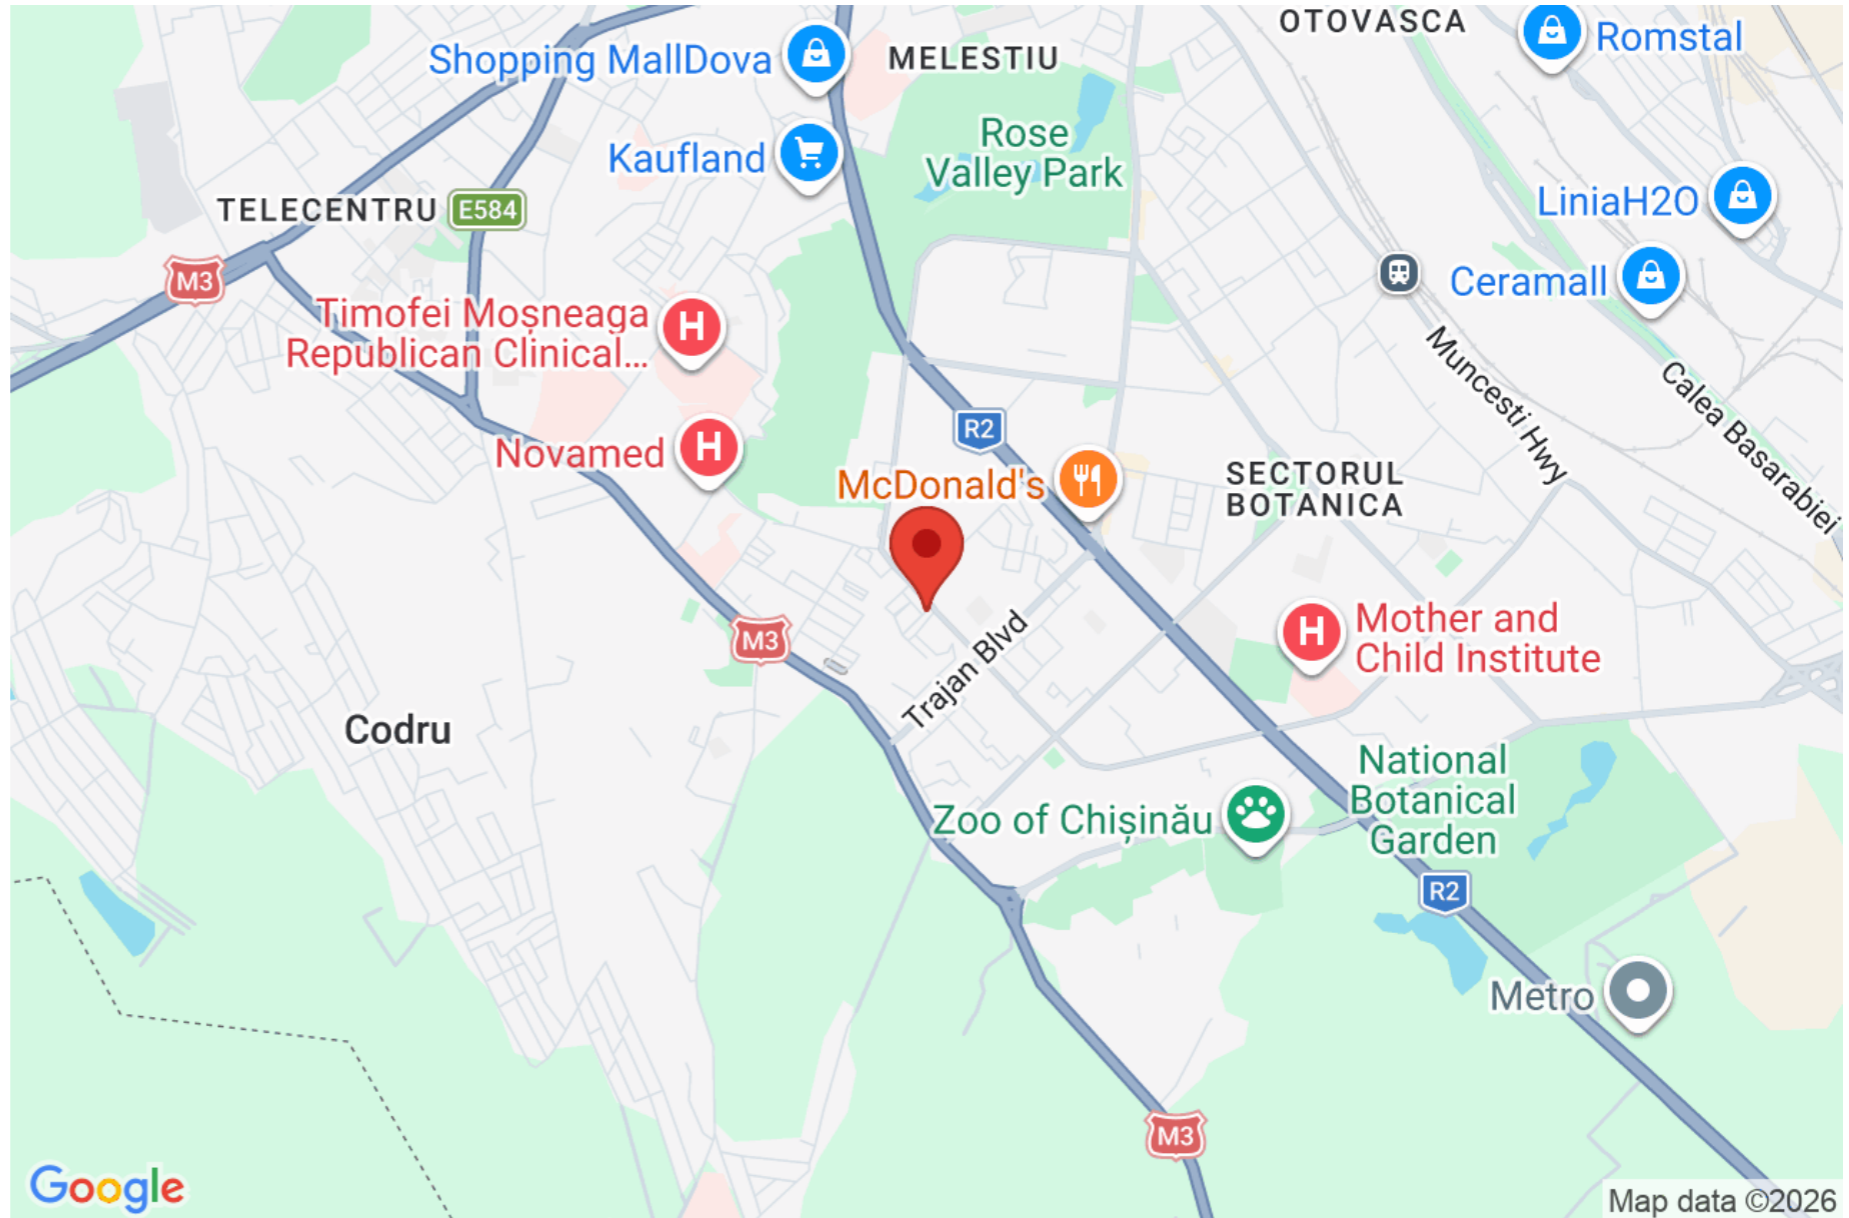 OTOVASCA
Romstal
Shopping MallDova
MELESTIU
Rose
Valley Park
Kaufland
TELECENTRU
E584
LiniaH2O
M3
Ceramall
Timofei Moșneaga
Republican Clinical...
Muncesti Hwy
Calea Basarabiei
R2
Novamed
McDonald's
SECTORUL
BOTANICA
M3
Trajan Blvd
Mother and
Child Institute
Codru
National
Botanical
Garden
Zoo of Chișinău
R2
Metro
M3
Google
Map data ©2026